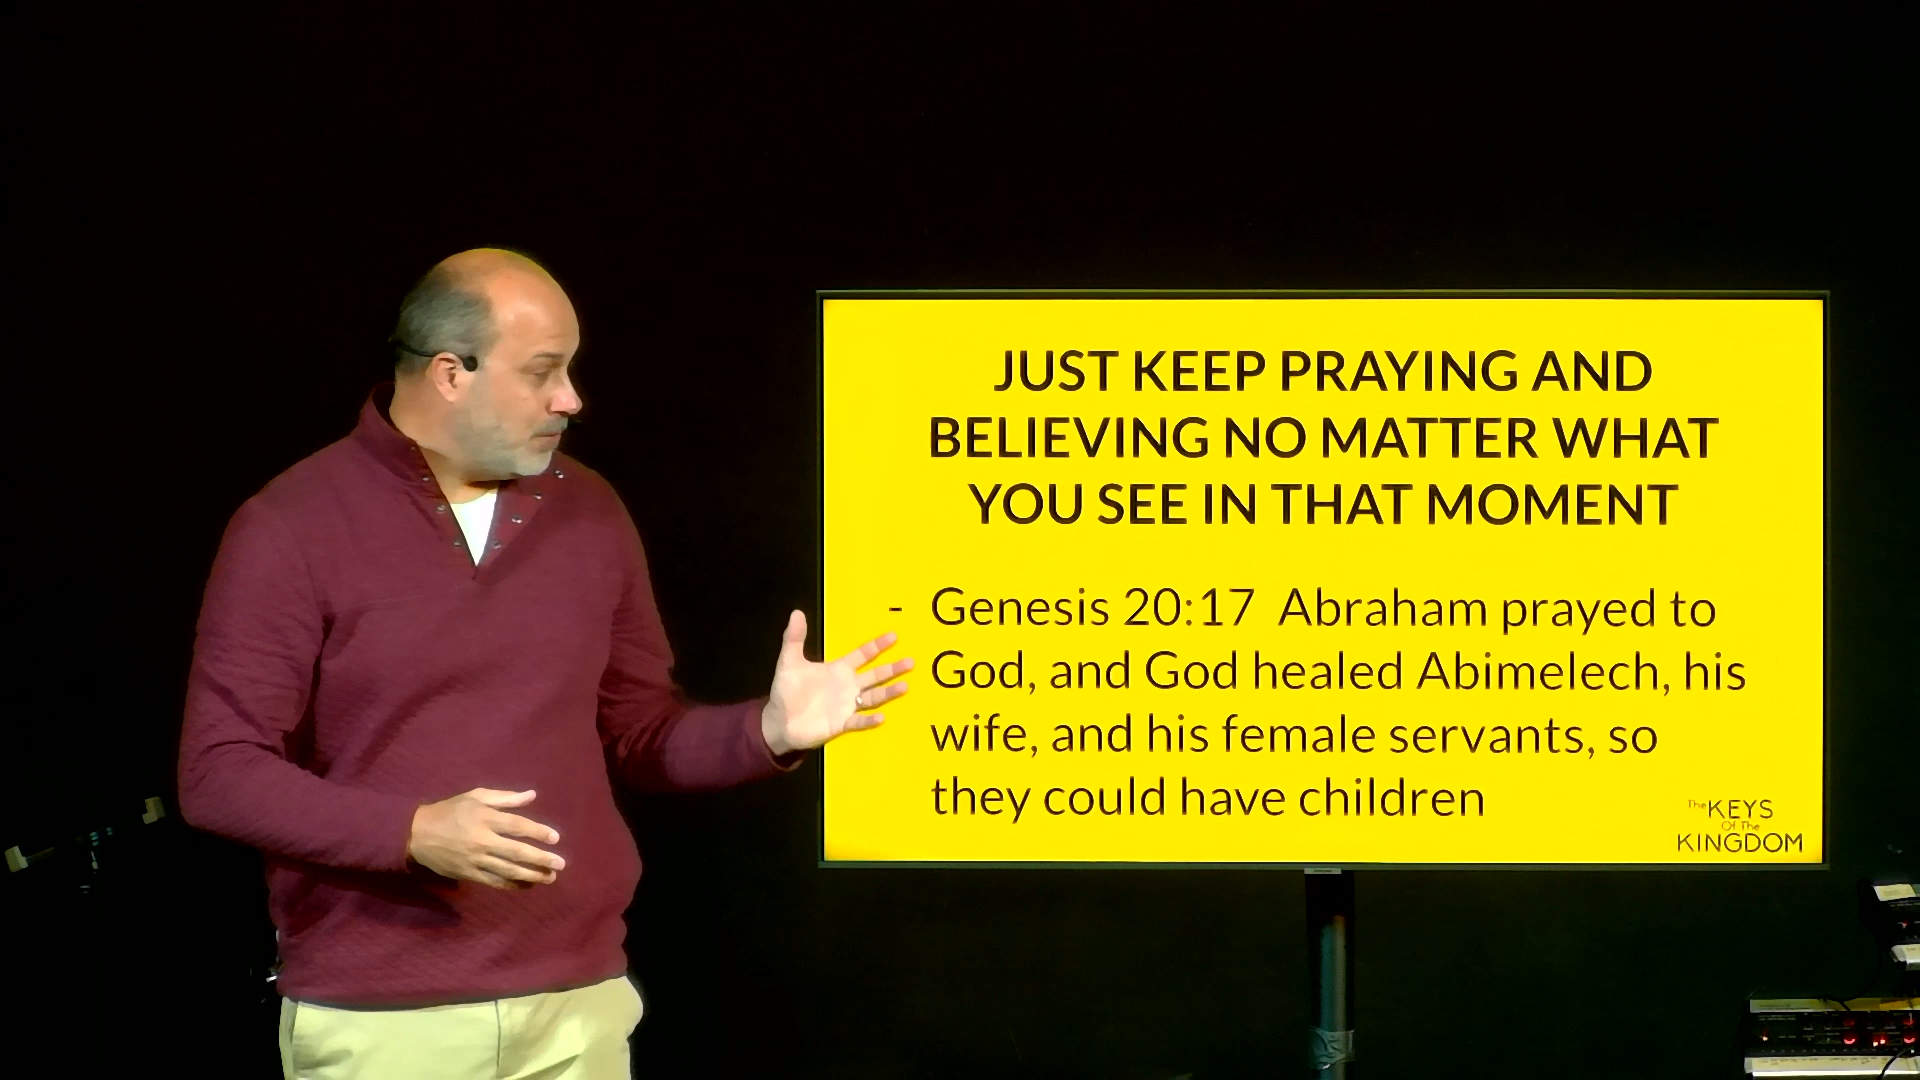 JUST KEEP PRAYING AND
BELIEVING NO MATTER WHAT
YOU SEE IN THAT MOMENT
- Genesis 20:17 Abraham prayed to
God, and God healed Abimelech, his
wife, and his female servants, so
they could have children
The KEYS
Of The
KINGDOM